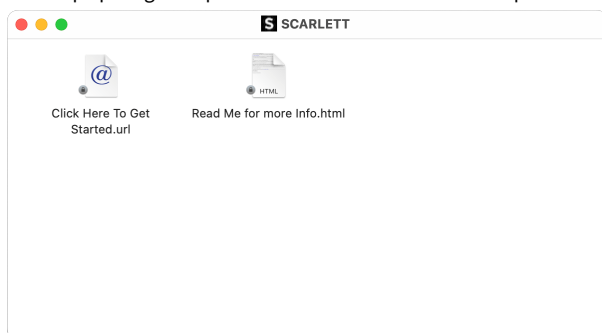 S SCARLETT
@
HTML
Click Here To Get
Started.url
Read Me for more Info.html